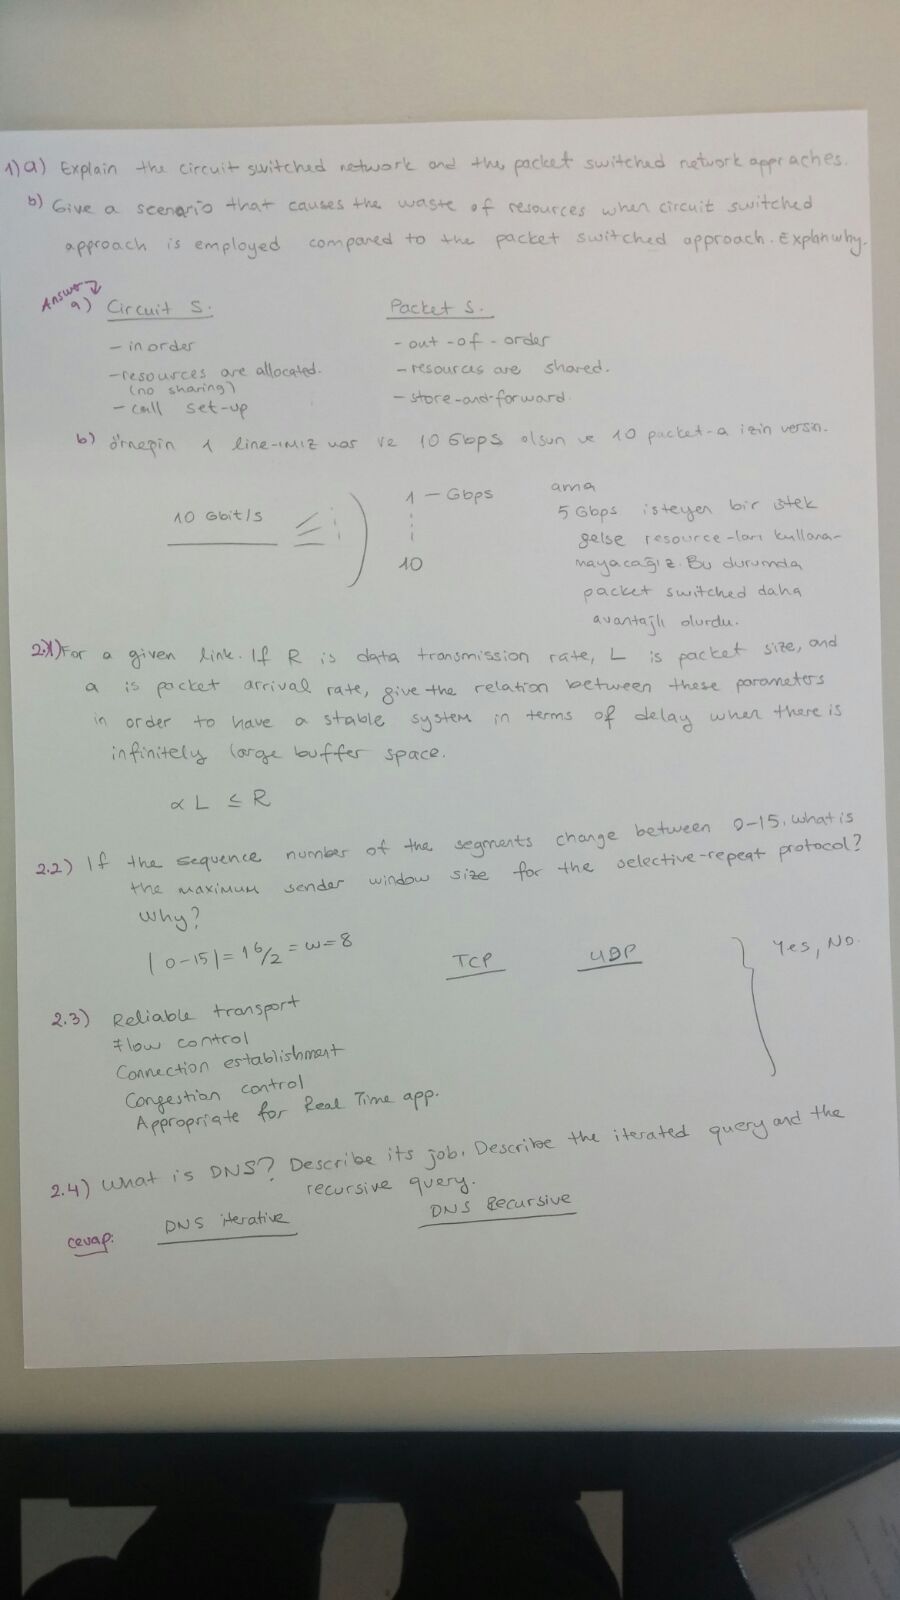 1) a) Explain the circuit switched network and the packet switched network appraches.
b) Give a scenario that causes the waste of resources when circuit switched
approach is employed compared to the packet switched approach. Explain why.
Answer
a) Circuit S.
- in order
- resources are allocated.
(no sharing)
- call set-up
Packet S.
- out-of-order
- resources are shared.
- store-and-forward.
b) örneğin 1 line-ımız var ve 10 Gbps olsun ve 10 packet-a izin versin.
10 Gbit/s
1 - Gbps
10
ama
5 Gbps isteyen bir istek
gelse resource-ları kullana-
mayacağız. Bu durumda
packet switched daha
avantajlı olurdu.
2.1) For a given link. If R is data transmission rate, L is packet size, and
a is packet arrival rate, give the relation between these parameters
in order to have a stable system in terms of delay when there is
infinitely large buffer space.
α L ≤ R
2.2) If the sequence number of the segments change between 0-15, what is
the maximum sender window size for the selective-repeat protocol?
Why?
| 0-15 | = 16/2 = w = 8
TCP UDP
Yes, No.
2.3) Reliable transport
Flow control
Connection establishment
Congestion control
Appropriate for Real Time app.
2.4) What is DNS? Describe its job. Describe the iterated query and the
recursive query.
cevap: DNS iterative DNS Recursive